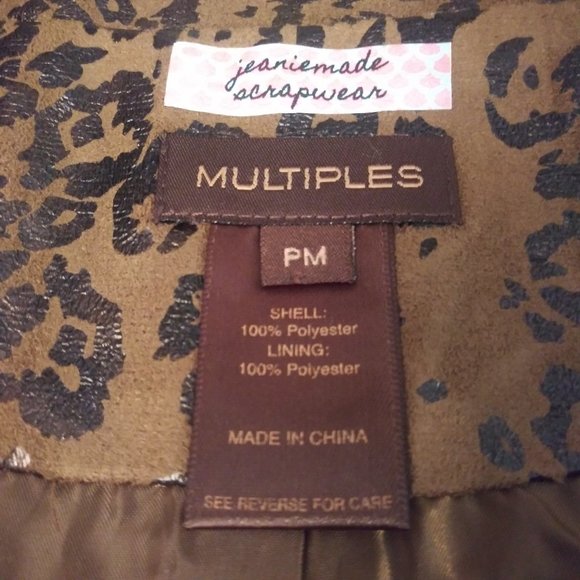 jeaniemade
scrapwear
MULTIPLES
PM
SHELL:
100% Polyester
LINING:
100% Polyester
MADE IN CHINA
SEE REVERSE FOR CARE